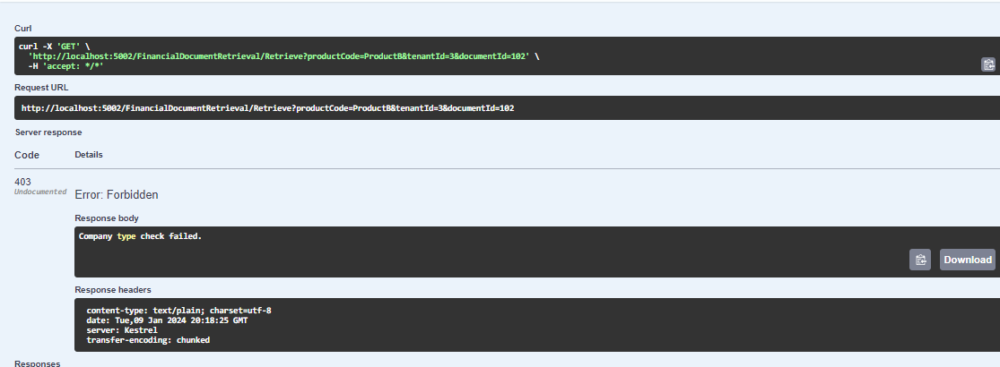 Curl
curl -X 'GET' \
'http://localhost:5002/FinancialDocumentRetrieval/Retrieve?productCode=ProductB&tenantId=3&documentId=102' \
-H 'accept: */*'
Request URL
http://localhost:5002/FinancialDocumentRetrieval/Retrieve?productCode=ProductB&tenantId=3&documentId=102
Server response
Code Details
403
Undocumented
Error: Forbidden
Response body
Company type check failed.
Download
Response headers
content-type: text/plain; charset=utf-8
date: Tue,09 Jan 2024 20:18:25 GMT
server: Kestrel
transfer-encoding: chunked
Responses